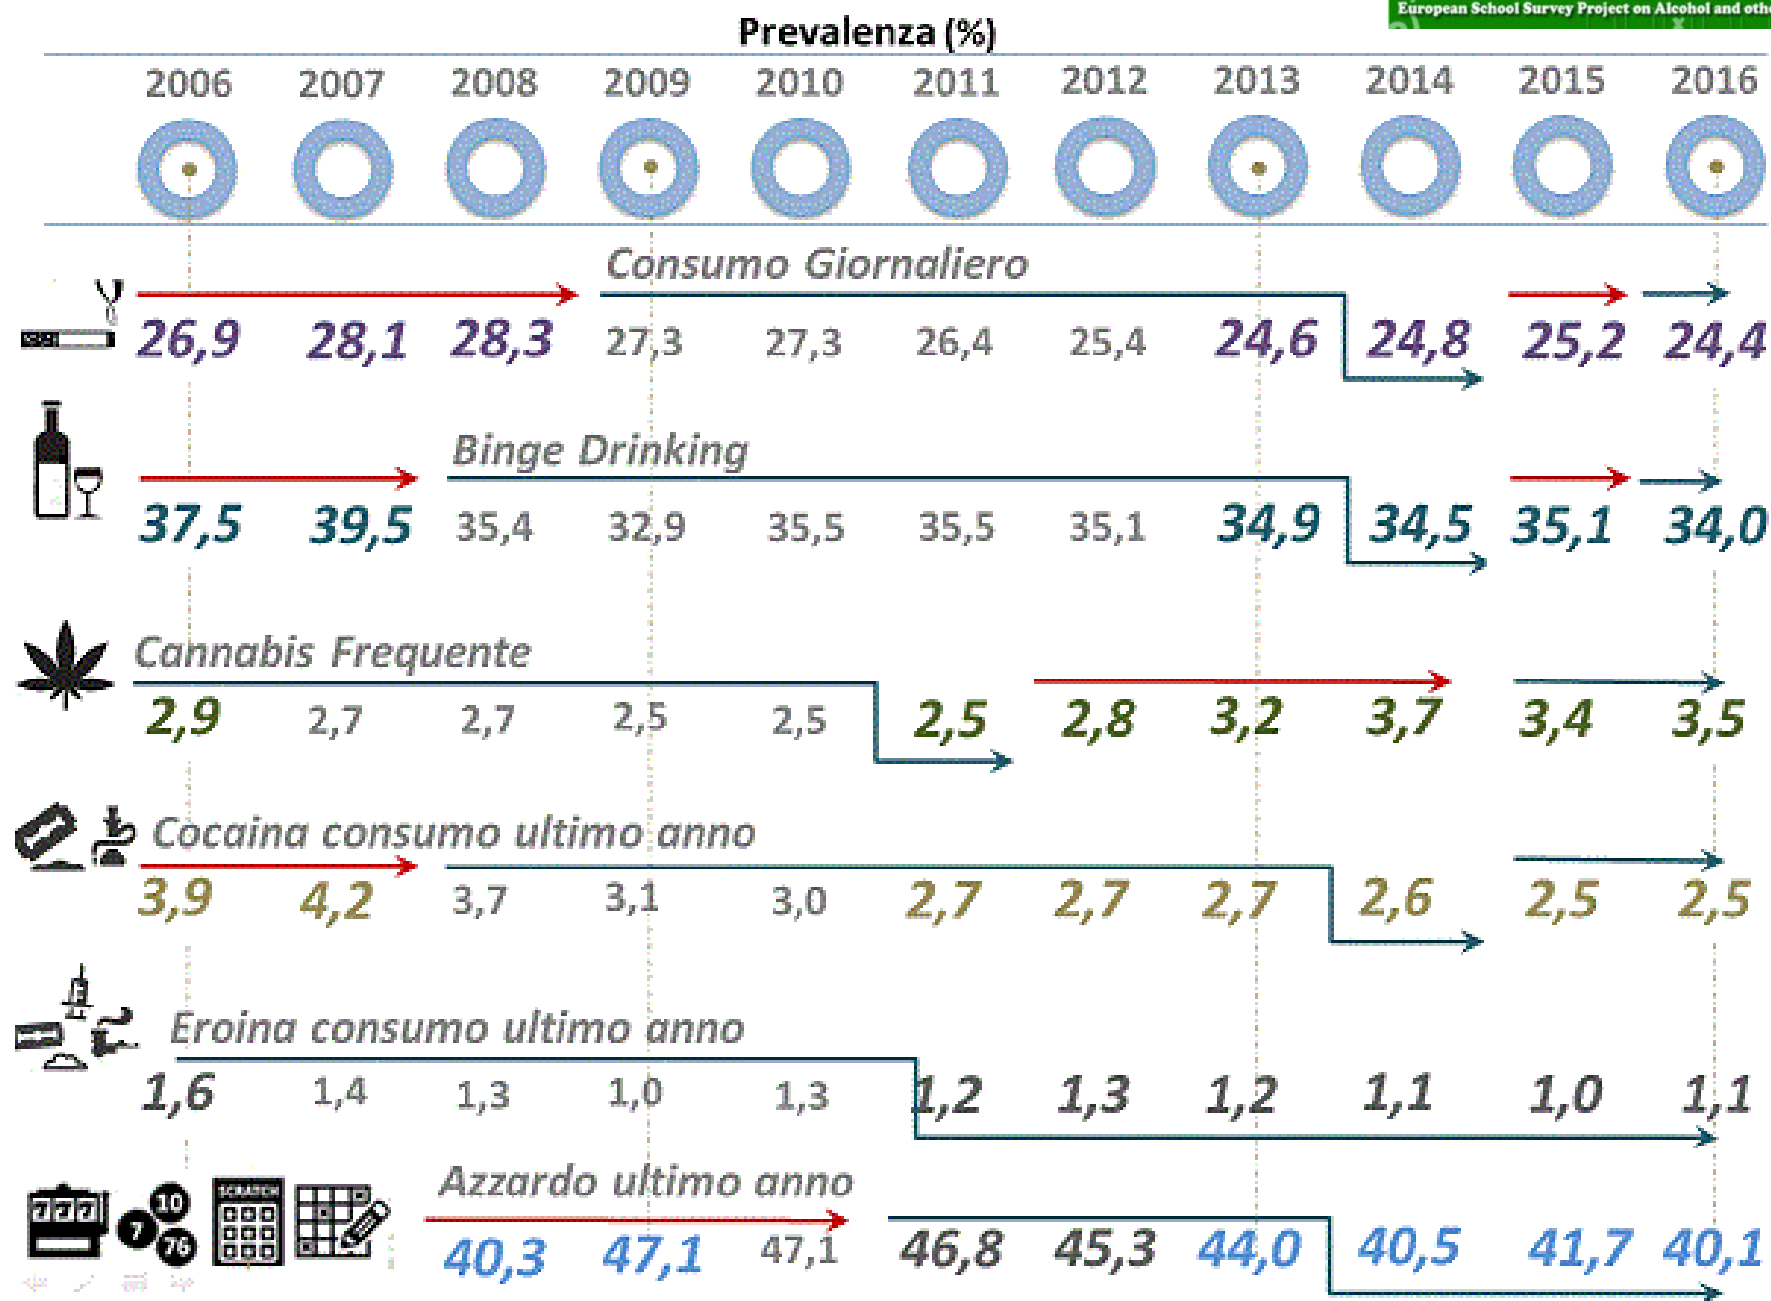 European School Survey Project on Alcohol and
Prevalenza (%)
2006 2007 2008 2009 2010 2011 2012 2013 2014 2015 2016
Consumo Giornaliero
26,9 28,1 28,3 27,3 27,3 26,4 25,4 24,6 24,8 25,2 24,4
Binge Drinking
37,5 39,5 35,4 32,9 35,5 35,5 35,1 34,9 34,5 35,1 34,0
Cannabis Frequente
2,9 2,7 2,7 2,5 2,5 2,5 2,8 3,2 3,7 3,4 3,5
Cocaina consumo ultimo anno
3,9 4,2 3,7 3,1 3,0 2,7 2,7 2,7 2,6 2,5 2,5
Eroina consumo ultimo anno
1,6 1,4 1,3 1,0 1,3 1,2 1,3 1,2 1,1 1,0 1,1
Azzardo ultimo anno
SCRATCH
777 7 10 76
40,3 47,1 47,1 46,8 45,3 44,0 40,5 41,7 40,1